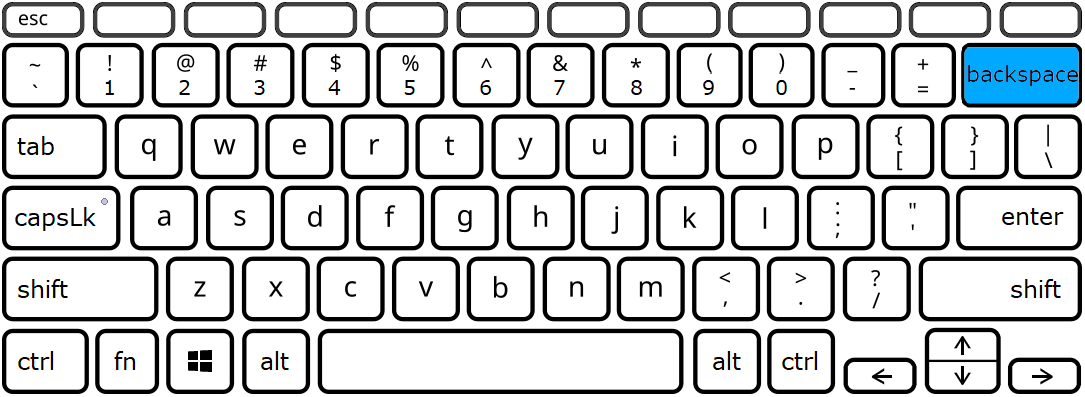 esc
~ ! @ # $ % ^ & * ( ) _ + backspace
` 1 2 3 4 5 6 7 8 9 0 - =
tab q w e r t y u i o p { } |
[ ] \
capsLk a s d f g h j k l : " enter
; '
shift z x c v b n m < > ? shift
, . /
ctrl fn alt alt ctrl ← ↑ ↓ →